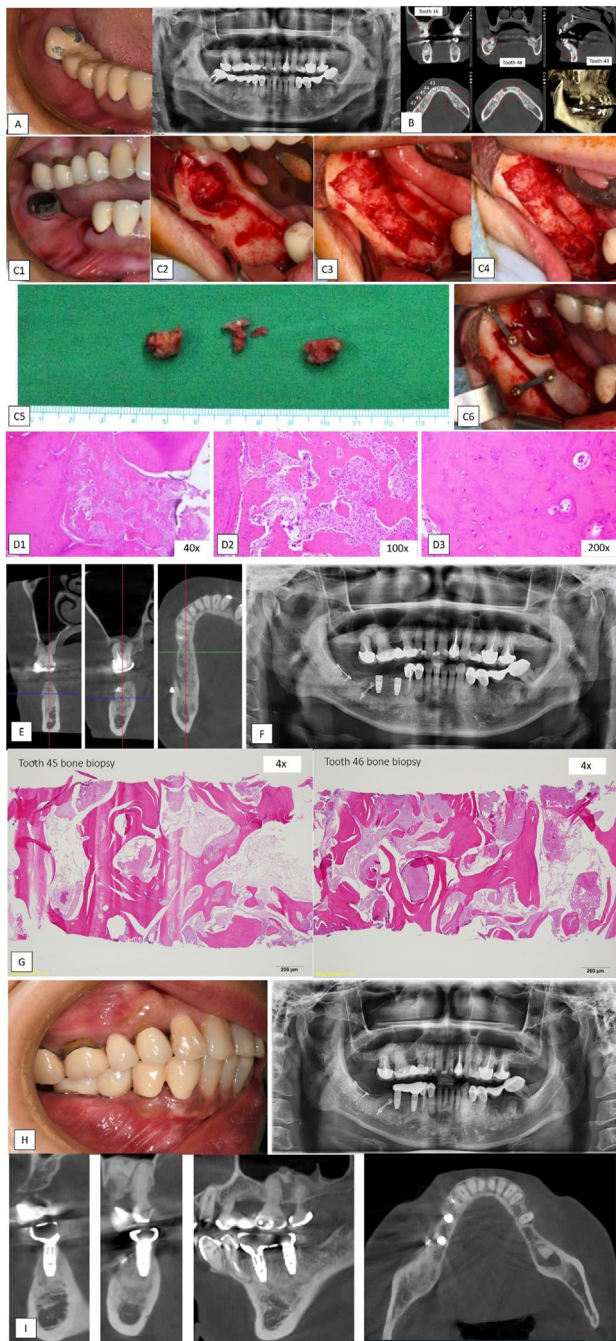 A
B
Tooth 16
Tooth 48
Tooth 43
C1
C2
C3
C4
C5
C6
D1
40x
D2
100x
D3
200x
E
F
Tooth 45 bone biopsy
4x
Tooth 46 bone biopsy
4x
G
200 µm
200 µm
H
I